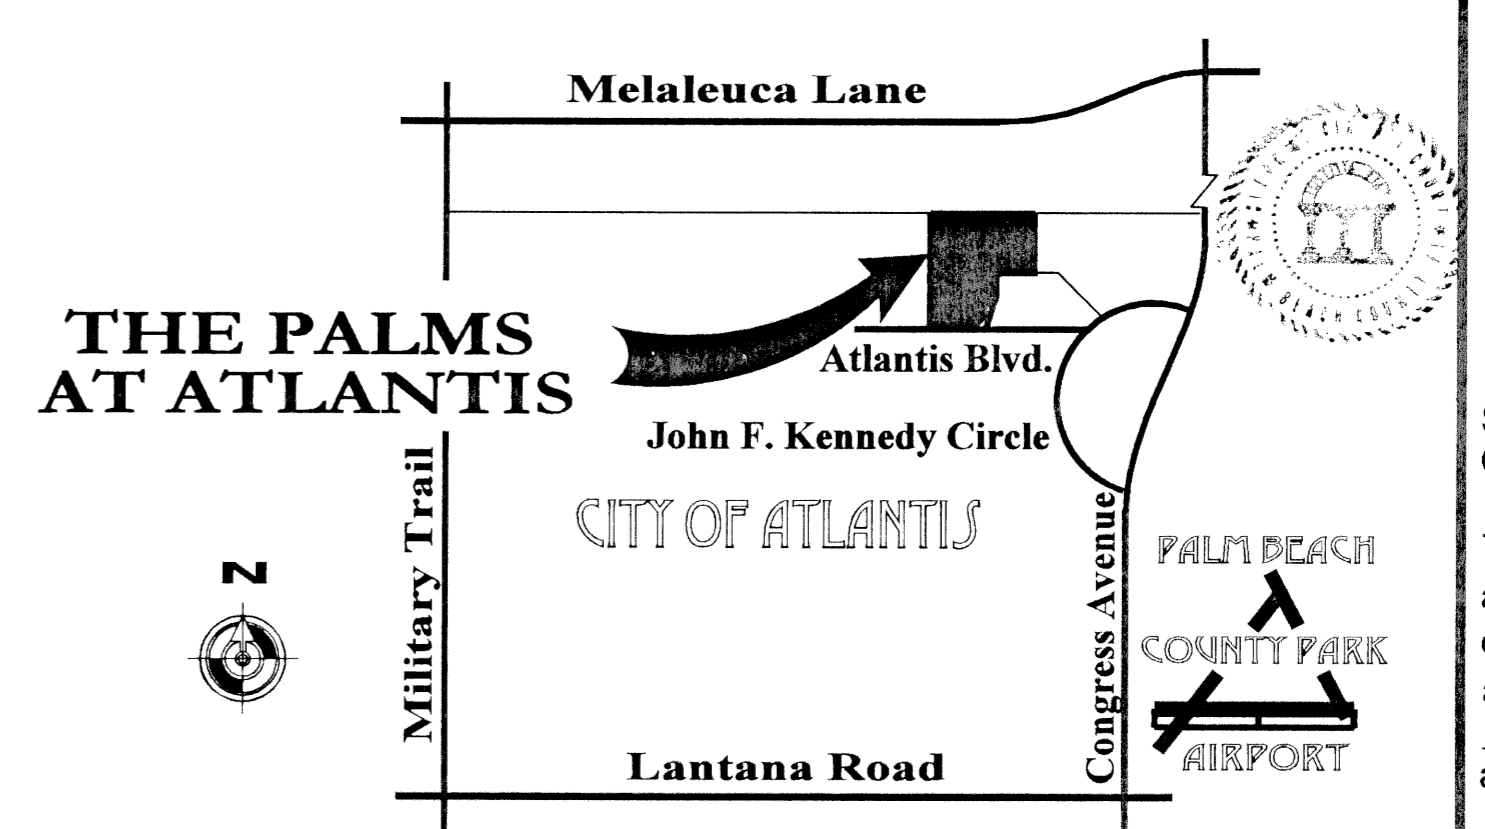 Melaleuca Lane
THE PALMS
AT ATLANTIS
Atlantis Blvd.
John F. Kennedy Circle
CITY OF ATLANTIS
Military Trail
Congress Avenue
N
PALM BEACH
COUNTY PARK
AIRPORT
Lantana Road